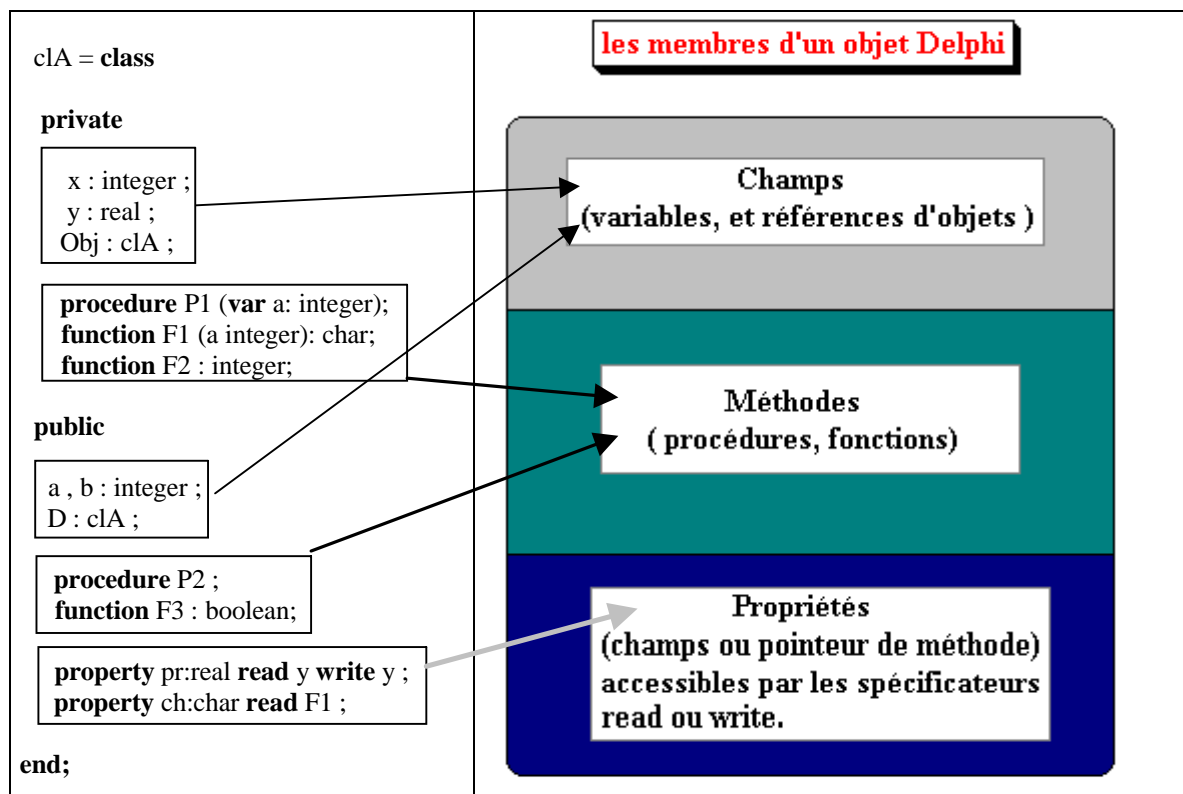 clA = class
private
x : integer ;
y : real ;
Obj : clA ;
procedure P1 (var a: integer);
function F1 (a integer): char;
function F2 : integer;
public
a , b : integer ;
D : clA ;
procedure P2 ;
function F3 : boolean;
property pr:real read y write y ;
property ch:char read F1 ;
end;
les membres d'un objet Delphi
Champs
(variables, et références d'objets )
Méthodes
( procédures, fonctions)
Propriétés
(champs ou pointeur de méthode)
accessibles par les spécificateurs
read ou write.